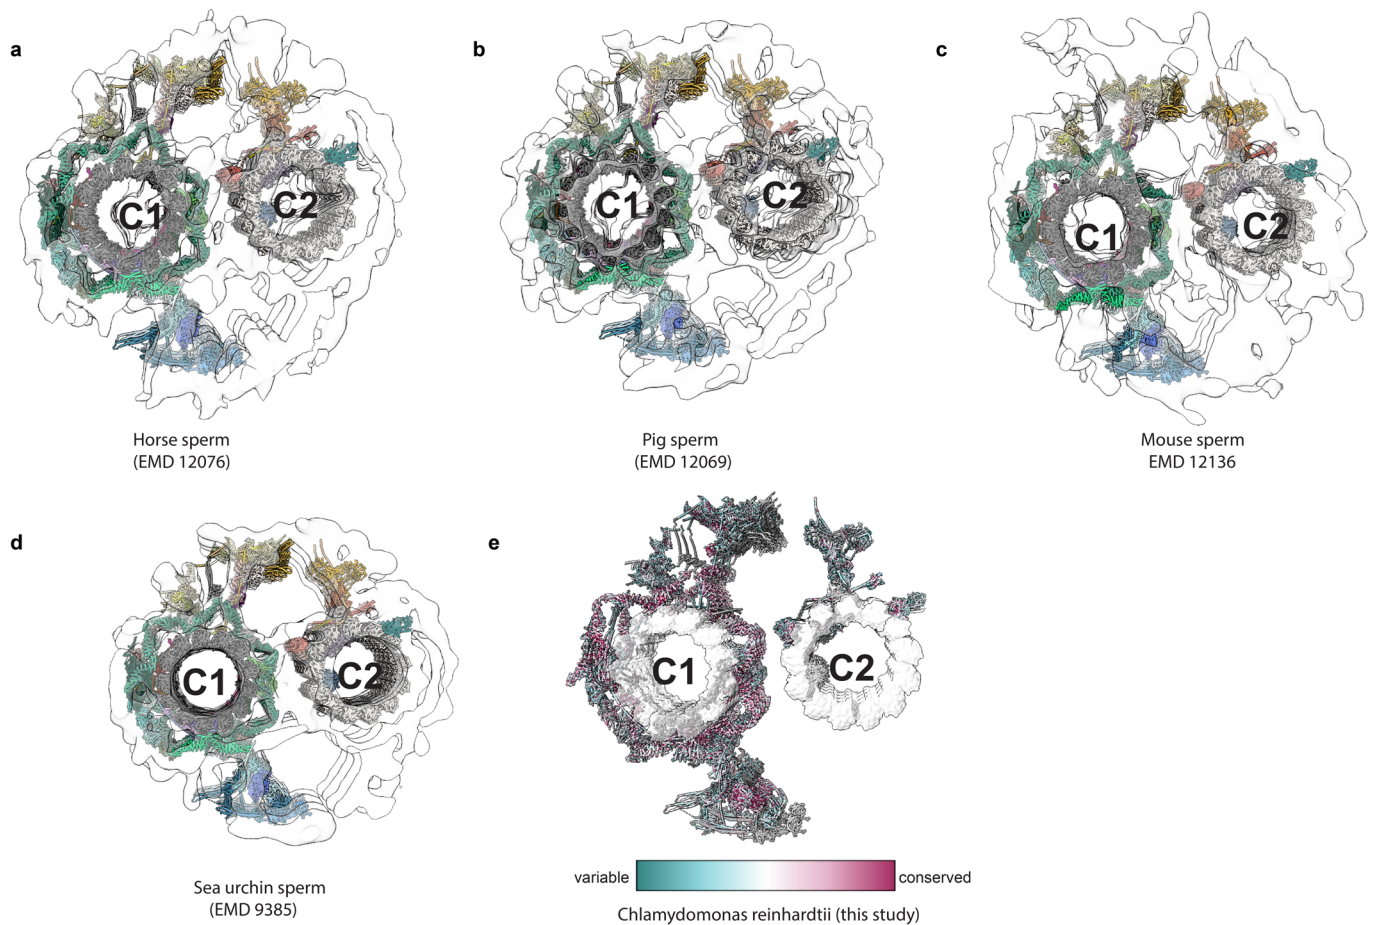 a
b
c
C1
C2
C1
C2
C1
C2
Horse sperm
(EMD 12076)
Pig sperm
(EMD 12069)
Mouse sperm
EMD 12136
d
e
C1
C2
C1
C2
variable
conserved
Sea urchin sperm
(EMD 9385)
Chlamydomonas reinhardtii (this study)